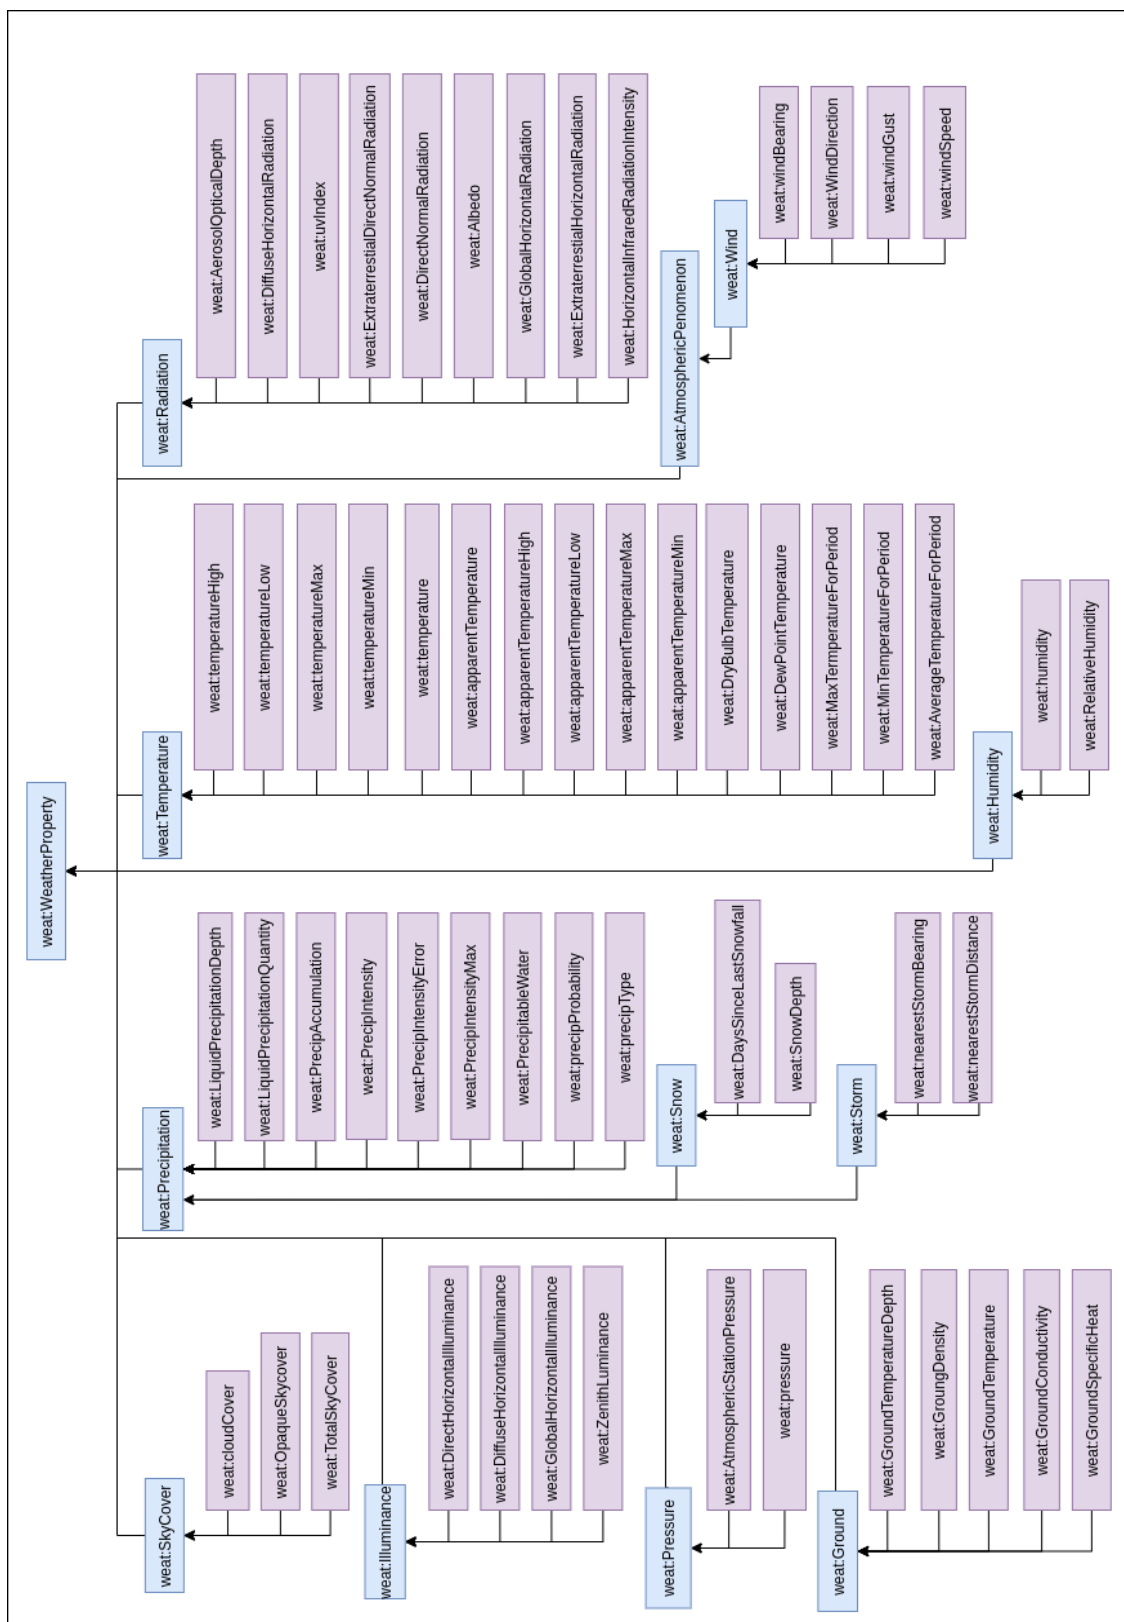 weat:WeatherProperty
weat:SkyCover
weat:cloudCover
weat:OpaqueSkycover
weat:TotalSkyCover
weat:Illuminance
weat:DirectHorizontalIlluminance
weat:DiffuseHorizontalIlluminance
weat:GlobalHorizontalIlluminance
weat:ZenithLuminance
weat:Pressure
weat:AtmosphericStationPressure
weat:pressure
weat:Ground
weat:GroundTemperatureDepth
weat:GroungDensity
weat:GroundTemperature
weat:GroundConductivity
weat:GroundSpecificHeat
weat:Precipitation
weat:LiquidPrecipitationDepth
weat:LiquidPrecipitationQuantity
weat:PrecipAccumulation
weat:PrecipIntensity
weat:PrecipIntensityError
weat:PrecipIntensityMax
weat:PrecipitableWater
weat:precipProbability
weat:precipType
weat:Snow
weat:DaysSinceLastSnowfall
weat:SnowDepth
weat:Storm
weat:nearestStormBearing
weat:nearestStormDistance
weat:Temperature
weat:temperatureHigh
weat:temperatureLow
weat:temperatureMax
weat:temperatureMin
weat:temperature
weat:apparentTemperature
weat:apparentTemperatureHigh
weat:apparentTemperatureLow
weat:apparentTemperatureMax
weat:apparentTemperatureMin
weat:DryBulbTemperature
weat:DewPointTemperature
weat:MaxTermperatureForPeriod
weat:MinTemperatureForPeriod
weat:AverageTemperatureForPeriod
weat:Humidity
weat:humidity
weat:RelativeHumidity
weat:Radiation
weat:AerosolOpticalDepth
weat:DiffuseHorizontalRadiation
weat:uvIndex
weat:ExtraterrestialDirectNormalRadiation
weat:DirectNormalRadiation
weat:Albedo
weat:GlobalHorizontalRadiation
weat:ExtraterrestialHorizontalRadiation
weat:HorizontalInfraredRadiationIntensity
weat:AtmosphericPenomenon
weat:Wind
weat:windBearing
weat:WindDirection
weat:windGust
weat:windSpeed